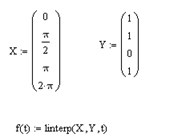 X := ( 0 π/2 π 2·π )
Y := ( 1 1 0 1 )
f(t) := linterp(X,Y,t)